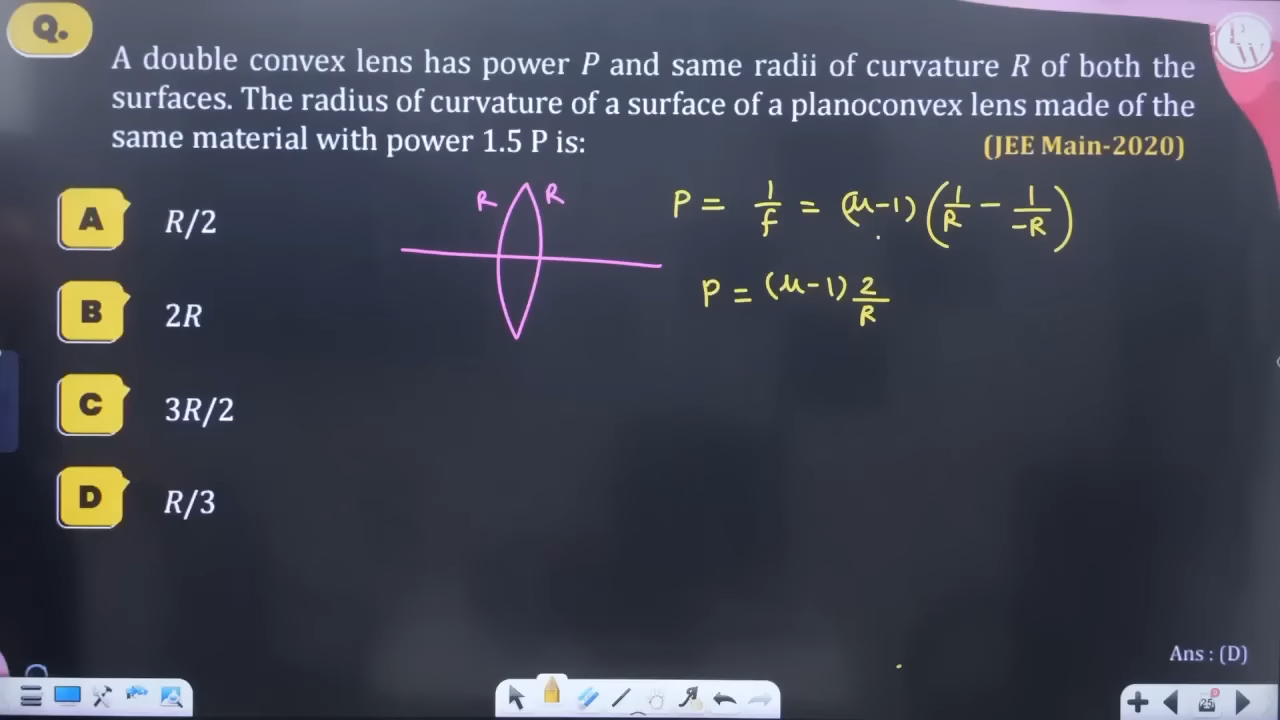 Q.
A double convex lens has power P and same radii of curvature R of both the
surfaces. The radius of curvature of a surface of a planoconvex lens made of the
same material with power 1.5 P is:
(JEE Main-2020)
A R/2
B 2R
C 3R/2
D R/3
R R
P = 1/f = (μ-1)(1/R - 1/-R)
P = (μ-1) 2/R
Ans : (D)
PW
25